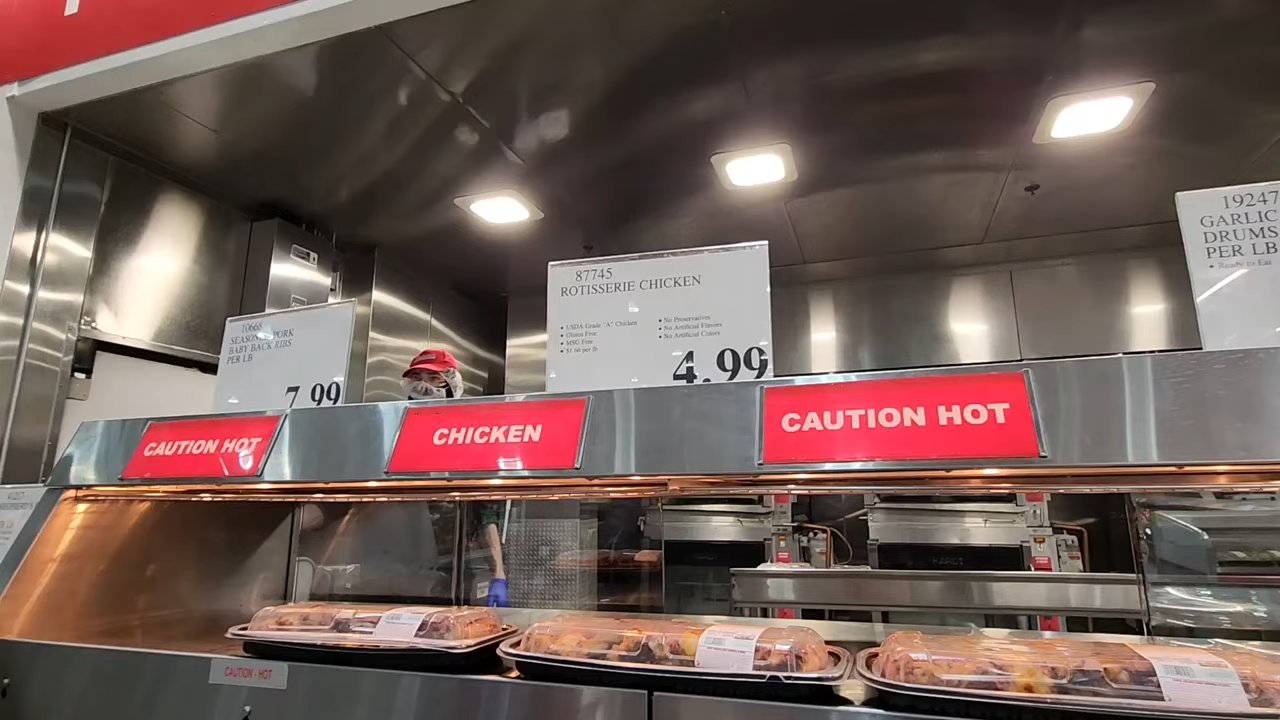 10668
SEASONED PORK
BABY BACK RIBS
PER LB
7.99
87745
ROTISSERIE CHICKEN
• USDA Grade "A" Chicken
• Gluten Free
• MSG Free
• $1.66 per lb
• No Preservatives
• No Artificial Flavors
• No Artificial Colors
4.99
19247
GARLIC
DRUMS
PER LB
• Ready to Eat
CAUTION HOT
CHICKEN
CAUTION HOT
CAUTION - HOT